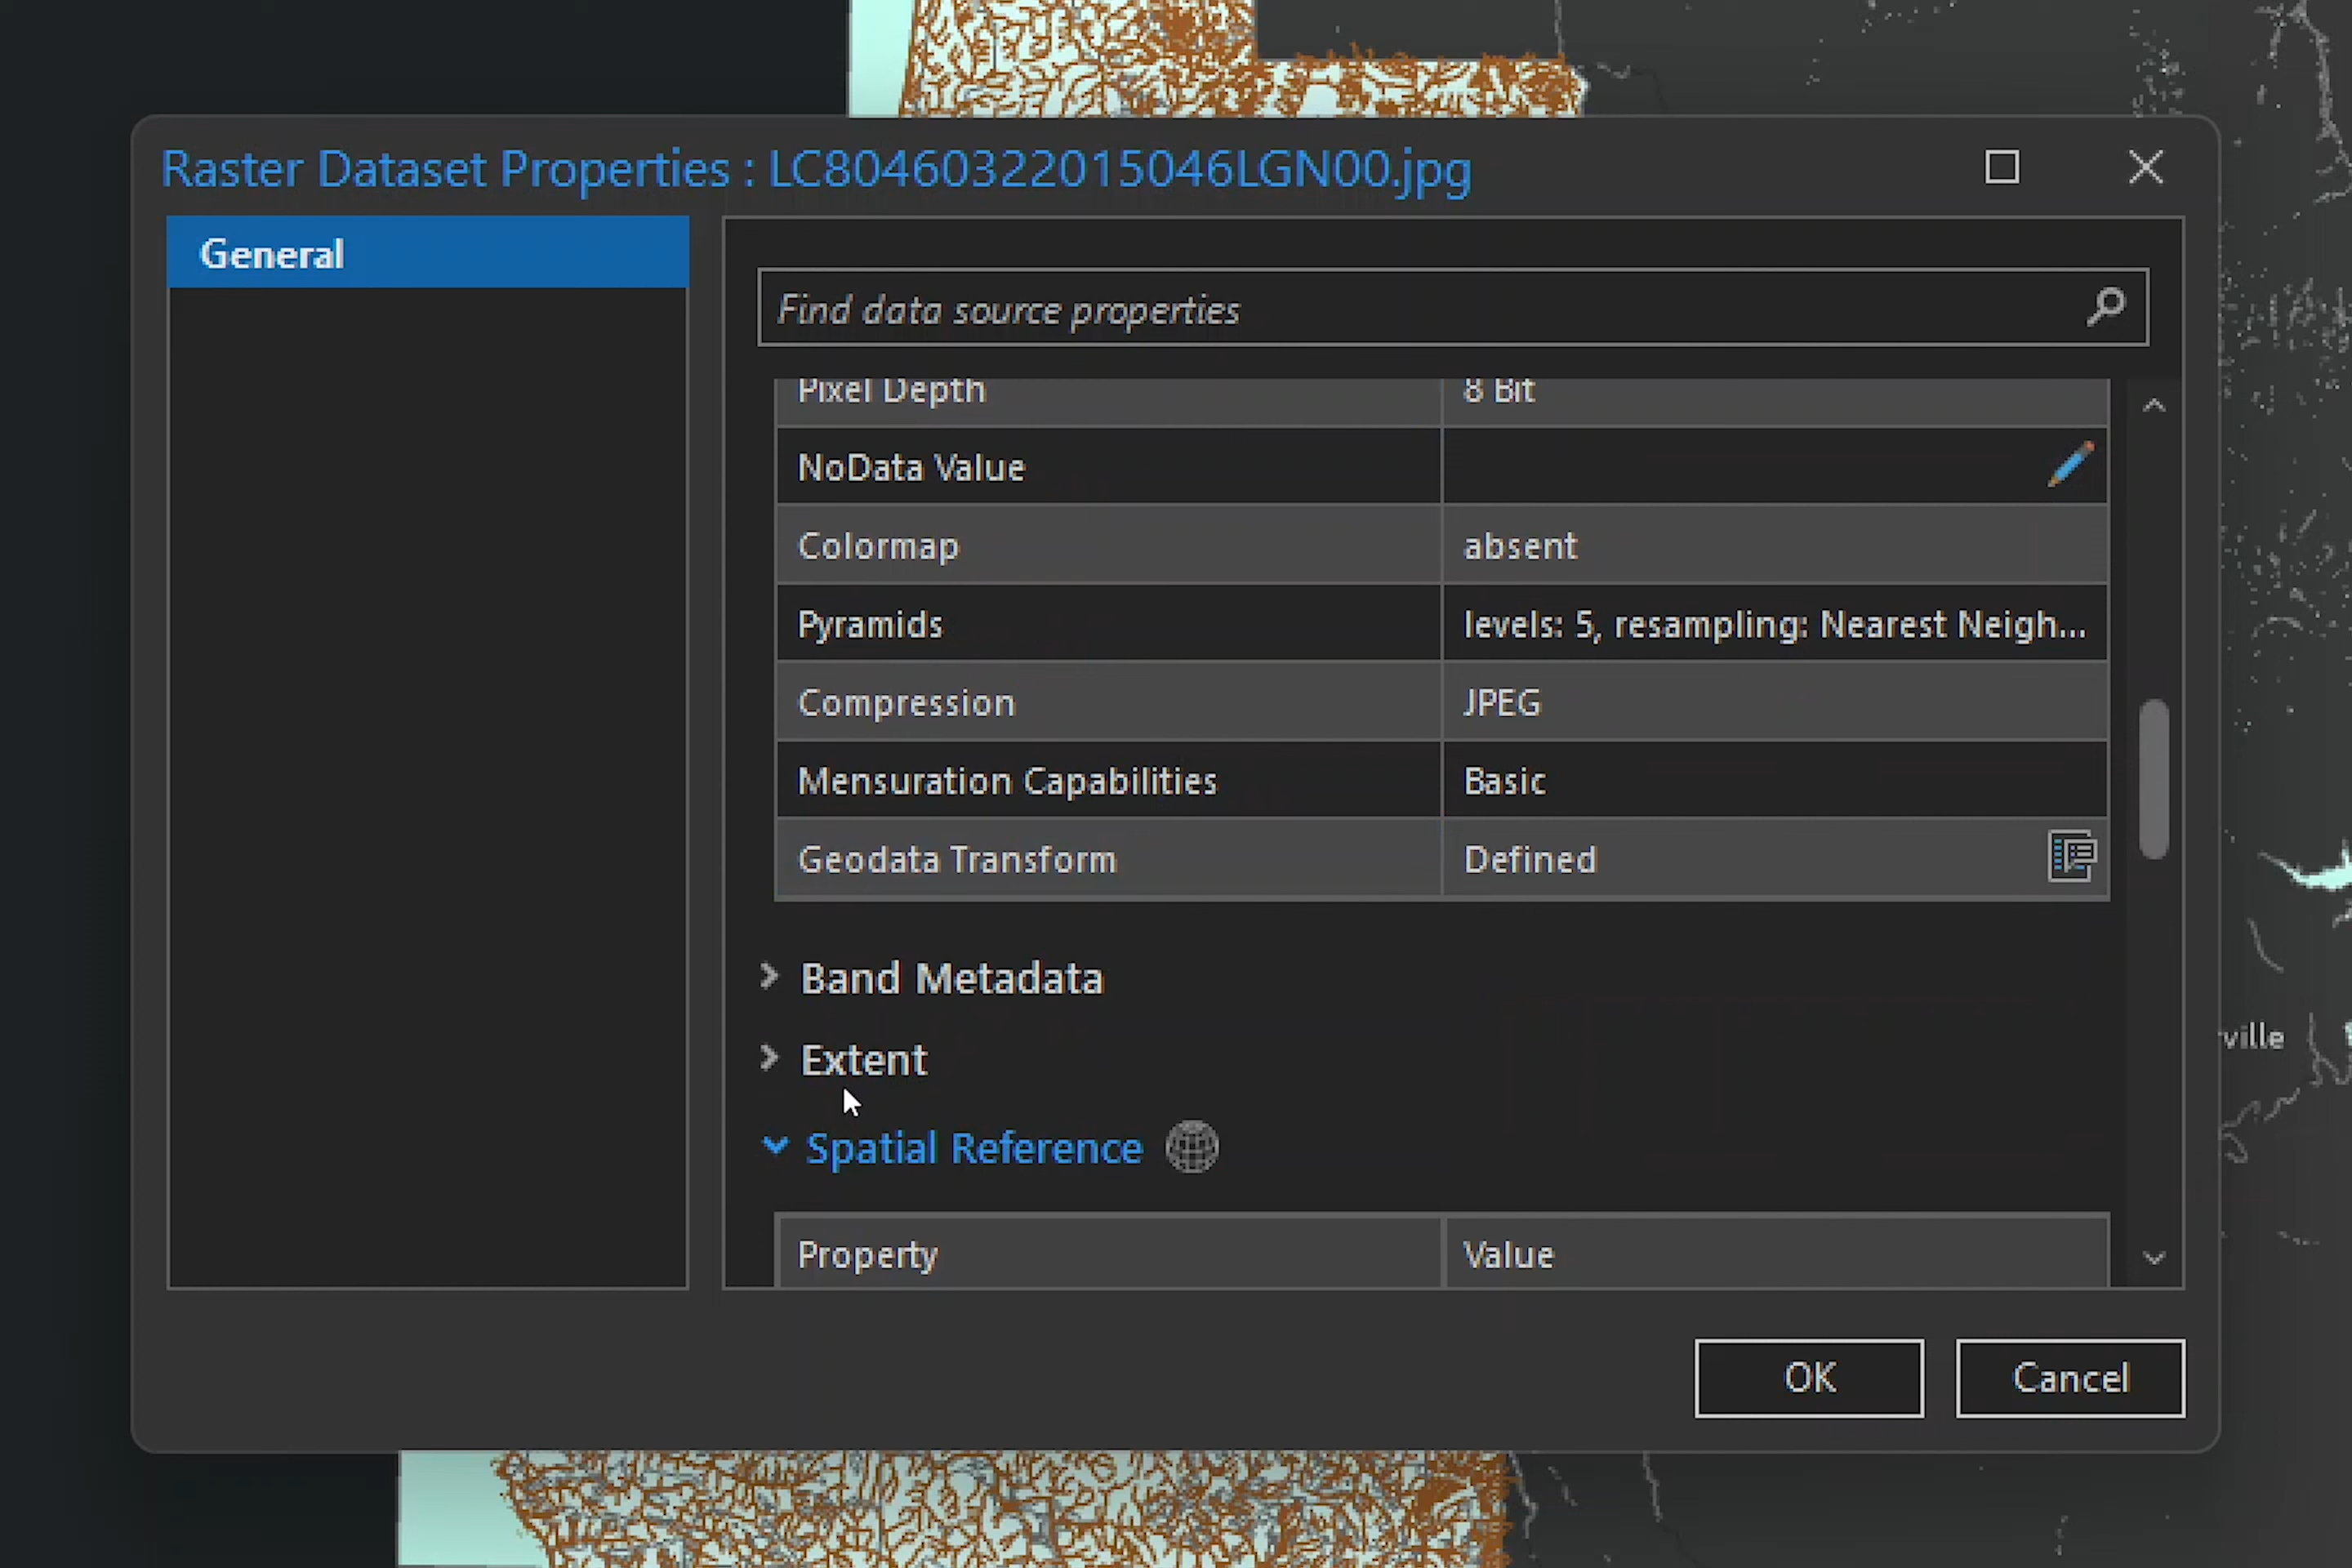 Raster Dataset Properties : LC80460322015046LGN00.jpg
General
Find data source properties
Pixel Depth 8 Bit
NoData Value
Colormap absent
Pyramids levels: 5, resampling: Nearest Neigh...
Compression JPEG
Mensuration Capabilities Basic
Geodata Transform Defined
Band Metadata
Extent
ville
Spatial Reference
Property Value
OK Cancel